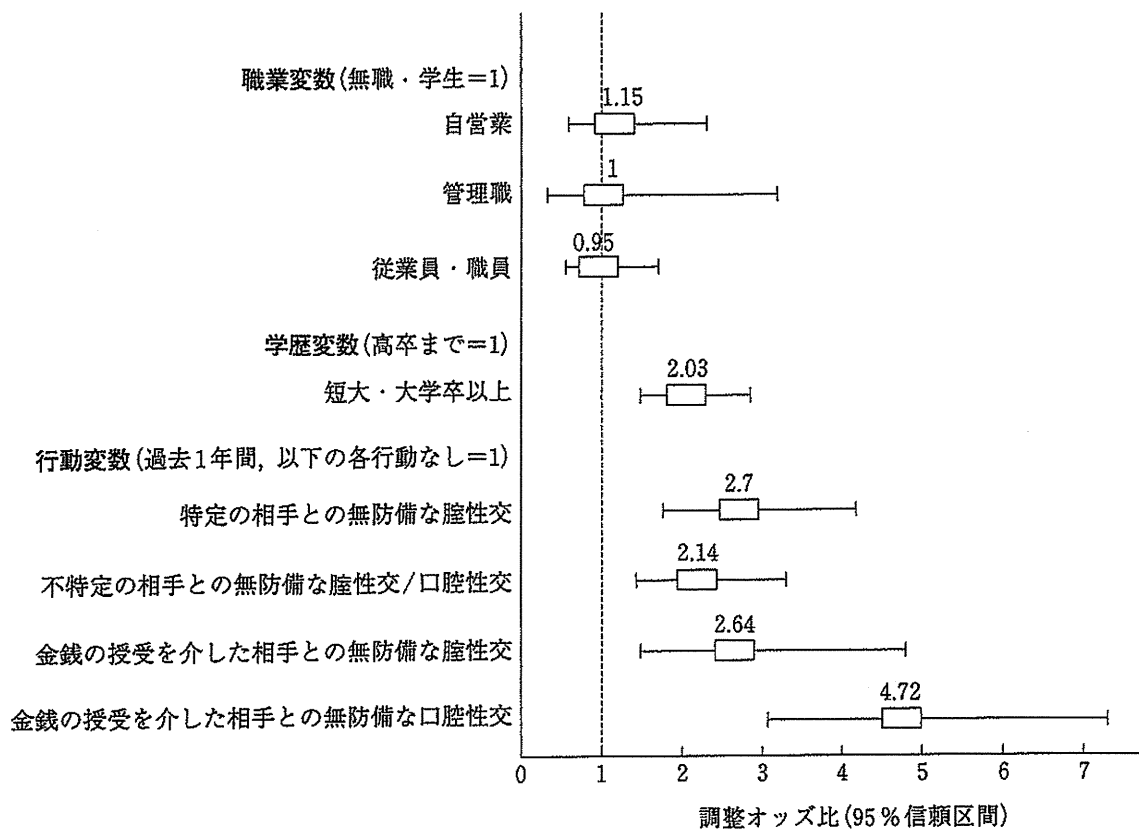 職業変数(無職・学生=1)
1.15
自営業
1
管理職
0.95
従業員・職員
学歴変数(高卒まで=1)
2.03
短大・大学卒以上
行動変数(過去1年間, 以下の各行動なし=1)
2.7
特定の相手との無防備な膣性交
2.14
不特定の相手との無防備な膣性交/口腔性交
2.64
金銭の授受を介した相手との無防備な膣性交
4.72
金銭の授受を介した相手との無防備な口腔性交
0 1 2 3 4 5 6 7
調整オッズ比(95%信頼区間)